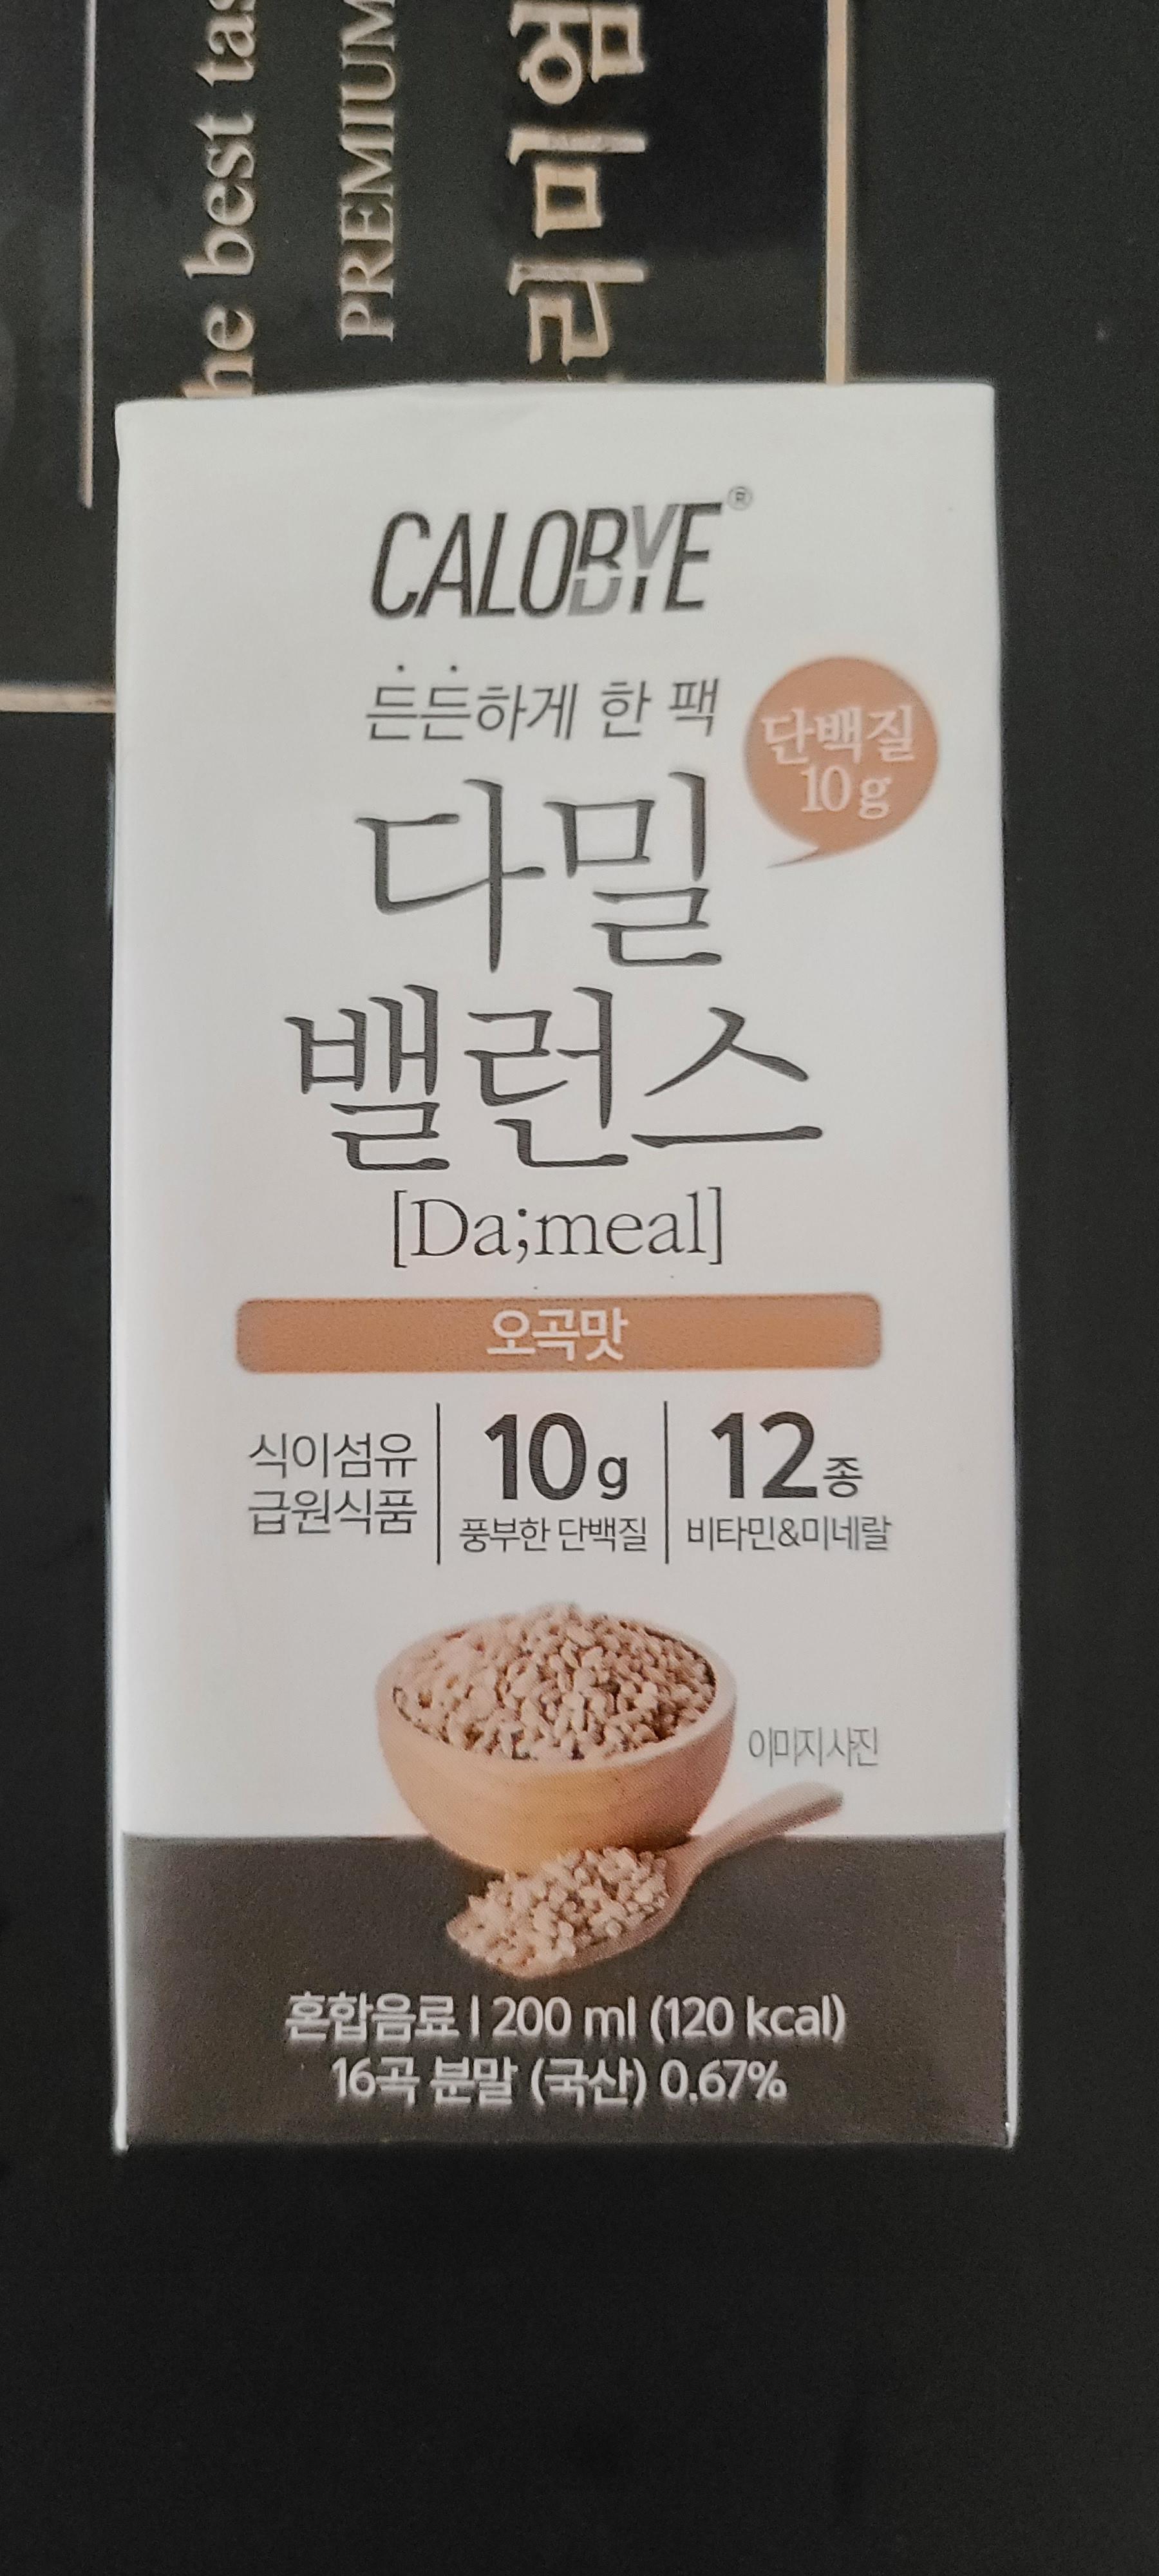 he best tas
PREMIUM
리미엄
CALOBYE®
든든하게 한 팩
단백질
10g
다밀
밸런스
[Da;meal]
오곡맛
식이섬유
급원식품
10g
풍부한 단백질
12종
비타민&미네랄
이미지사진
혼합음료 | 200 ml (120 kcal)
16곡 분말 (국산) 0.67%